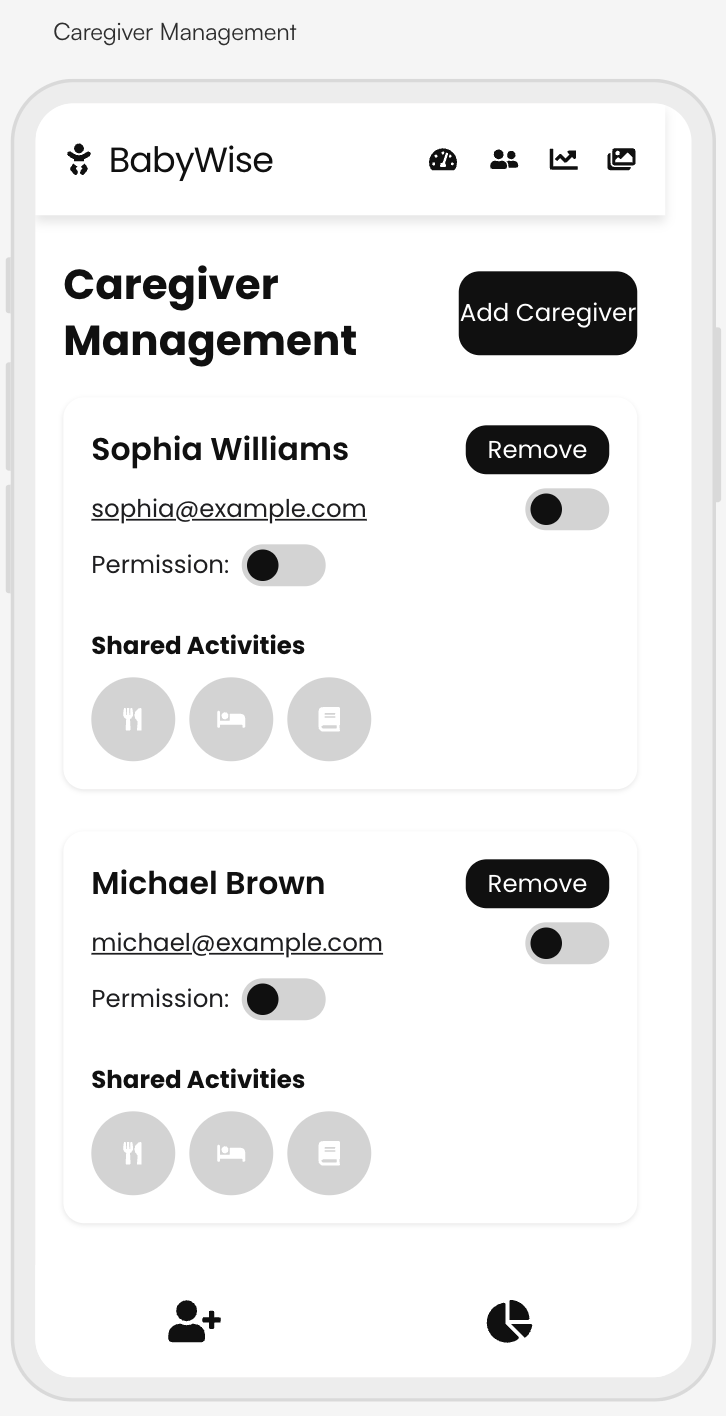 Caregiver Management
BabyWise
Caregiver
Management
Add Caregiver
Sophia Williams
Remove
sophia@example.com
Permission:
Shared Activities
Michael Brown
Remove
michael@example.com
Permission:
Shared Activities